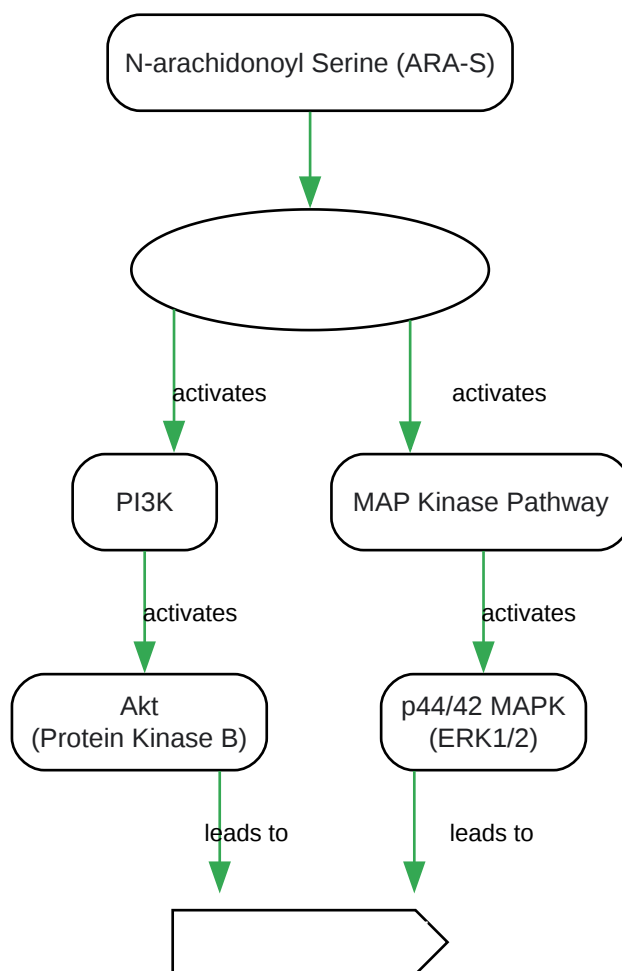 N-arachidonoyl Serine (ARA-S)
activates
activates
PI3K
MAP Kinase Pathway
activates
activates
Akt
(Protein Kinase B)
p44/42 MAPK
(ERK1/2)
leads to
leads to